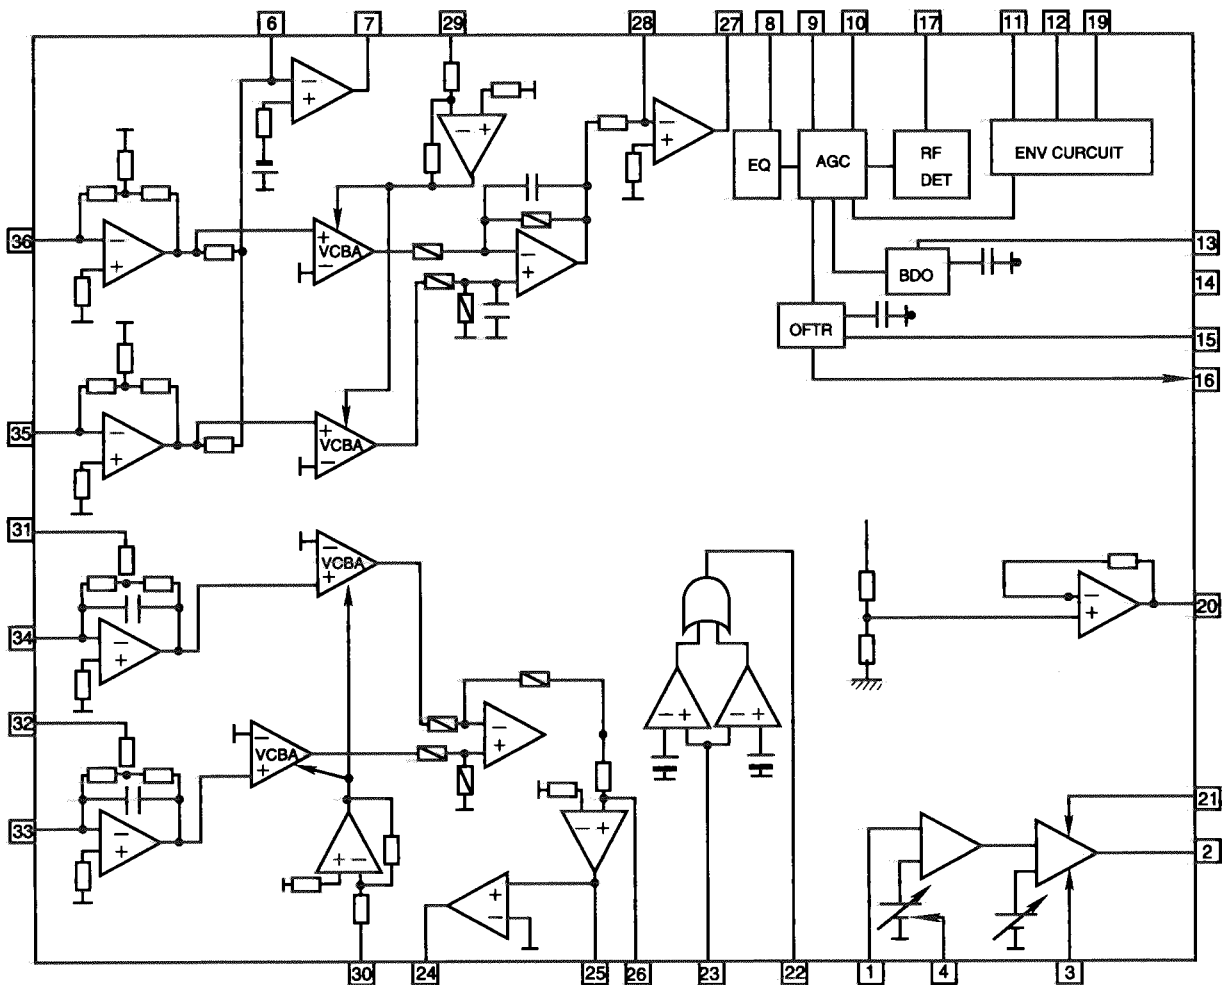 6 7 29 28 27 8 9 10 17 11 12 19
− +
− +
− +
EQ AGC RF DET ENV CURCUIT
36 − + + VCBA − − + 13
BDO 14
OFTR 15
16
35 − + + VCBA −
31 − VCBA +
34 − + − + 20
− + − +
32 − VCBA + − +
33 − + − + 21
+ − 2
+ −
30 24 25 26 23 22 1 4 3